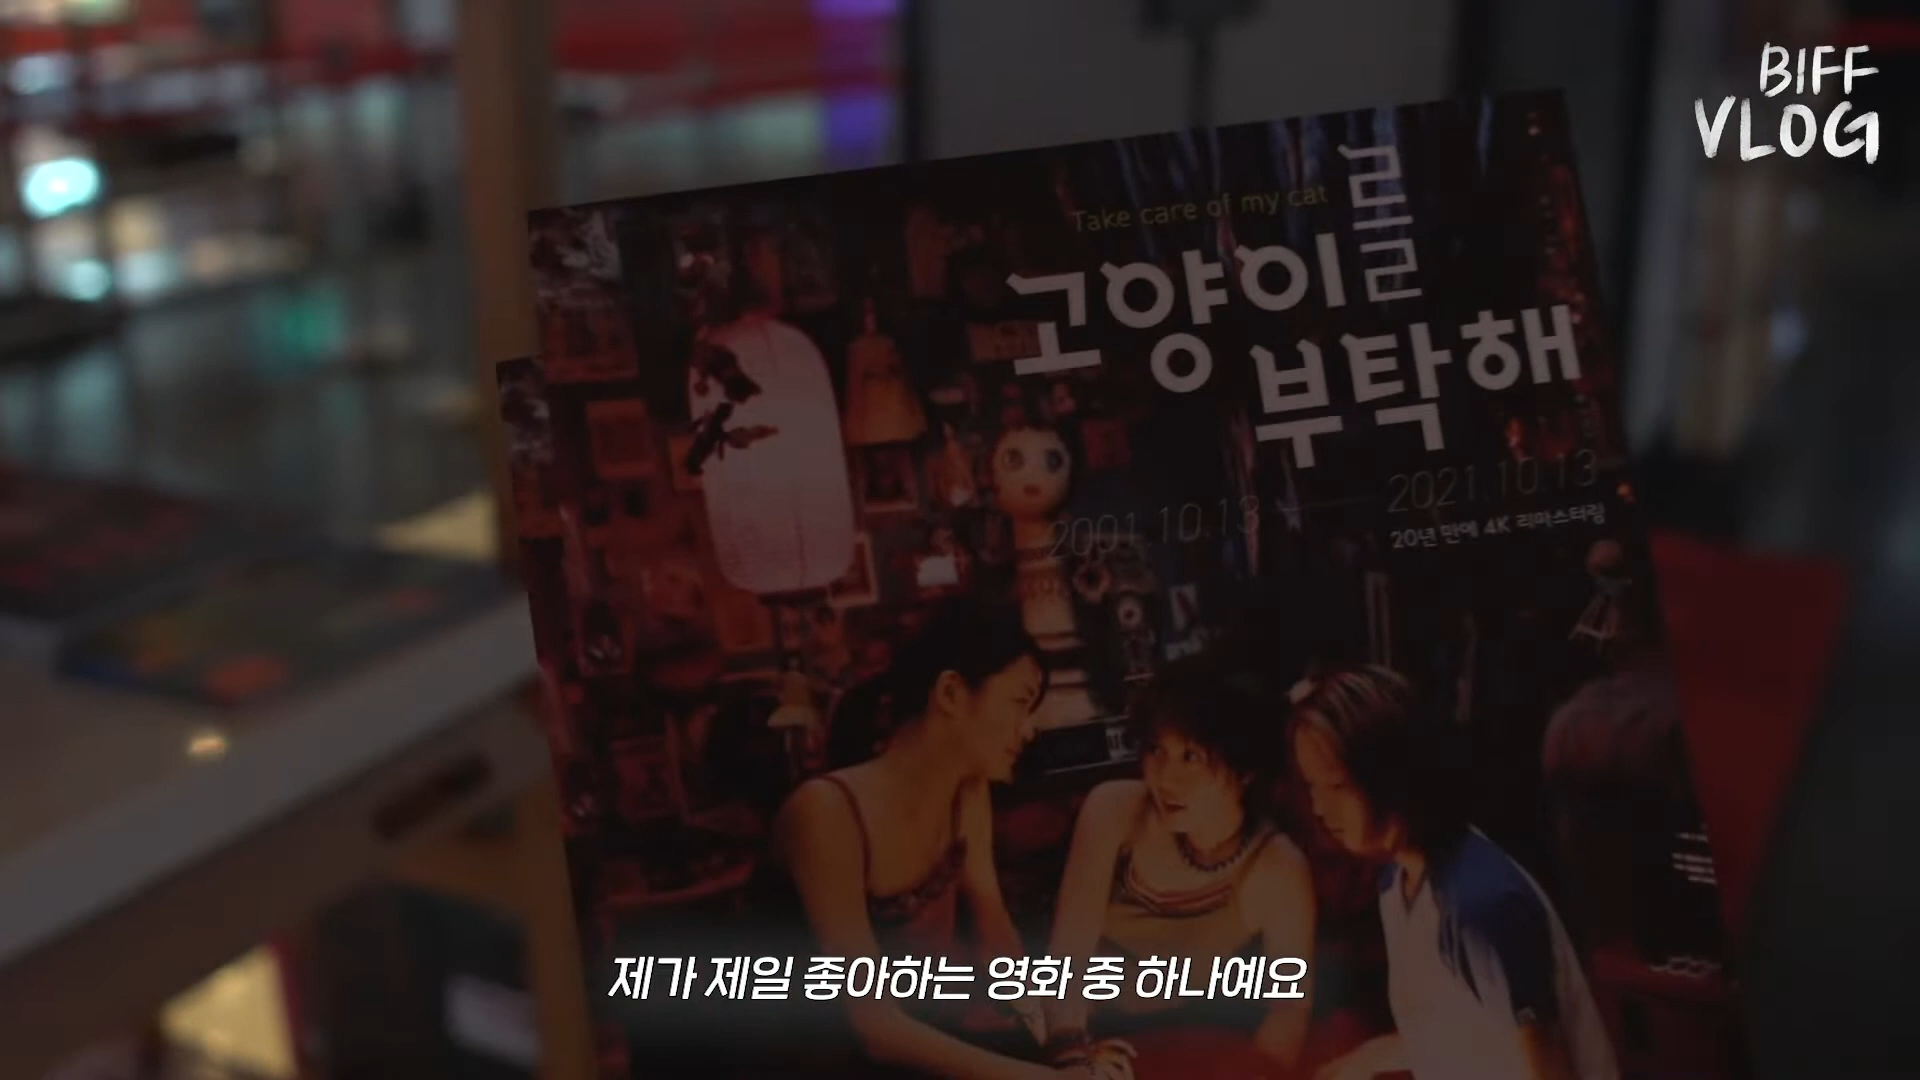 BIFF
VLOG
Take care of my cat
고양이를
부탁해
2001.10.13
2021.10.13
20년 만에 4K 리마스터링
제가 제일 좋아하는 영화 중 하나예요